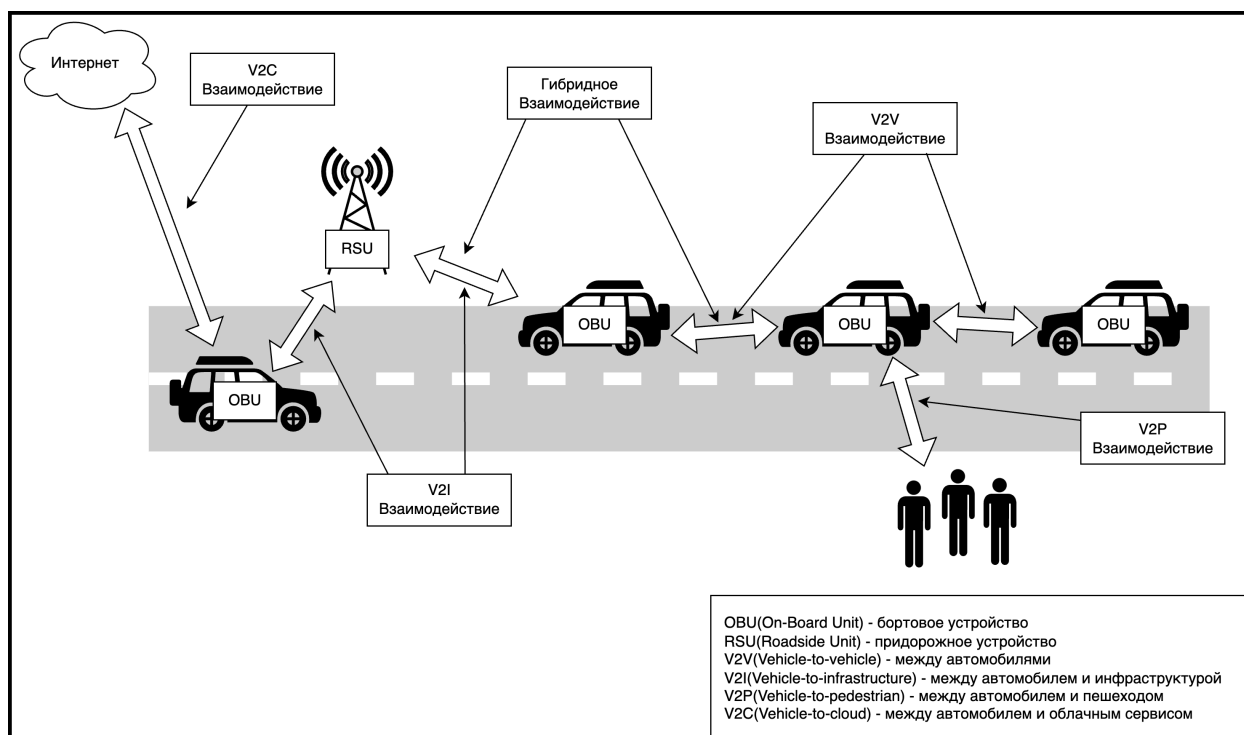 Интернет
V2C
Взаимодействие
Гибридное
Взаимодействие
V2V
Взаимодействие
RSU
OBU
OBU
OBU
OBU
V2I
Взаимодействие
V2P
Взаимодействие
OBU(On-Board Unit) - бортовое устройство
RSU(Roadside Unit) - придорожное устройство
V2V(Vehicle-to-vehicle) - между автомобилями
V2I(Vehicle-to-infrastructure) - между автомобилем и инфраструктурой
V2P(Vehicle-to-pedestrian) - между автомобилем и пешеходом
V2C(Vehicle-to-cloud) - между автомобилем и облачным сервисом